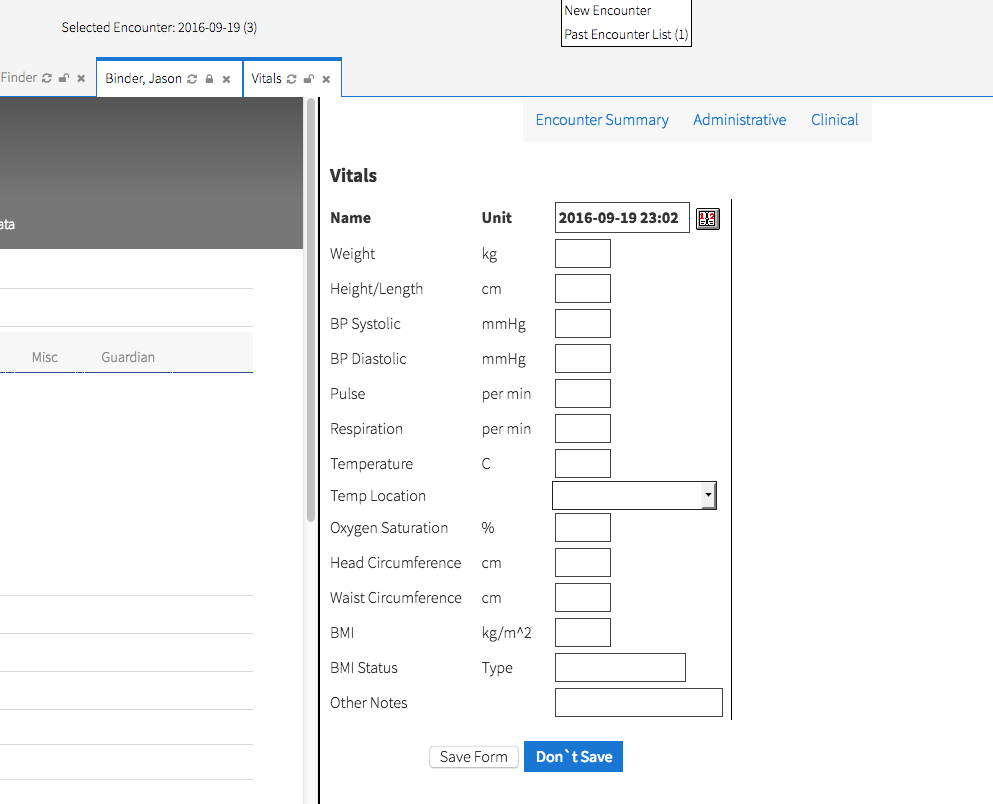 New Encounter
Selected Encounter: 2016-09-19 (3)
Past Encounter List (1)
Finder Binder, Jason Vitals
Encounter Summary Administrative Clinical
Vitals
Name Unit 2016-09-19 23:02
ata
Weight kg
Height/Length cm
BP Systolic mmHg
BP Diastolic mmHg
Misc Guardian
Pulse per min
Respiration per min
Temperature C
Temp Location
Oxygen Saturation %
Head Circumference cm
Waist Circumference cm
BMI kg/m^2
BMI Status Type
Other Notes
Save Form Don`t Save